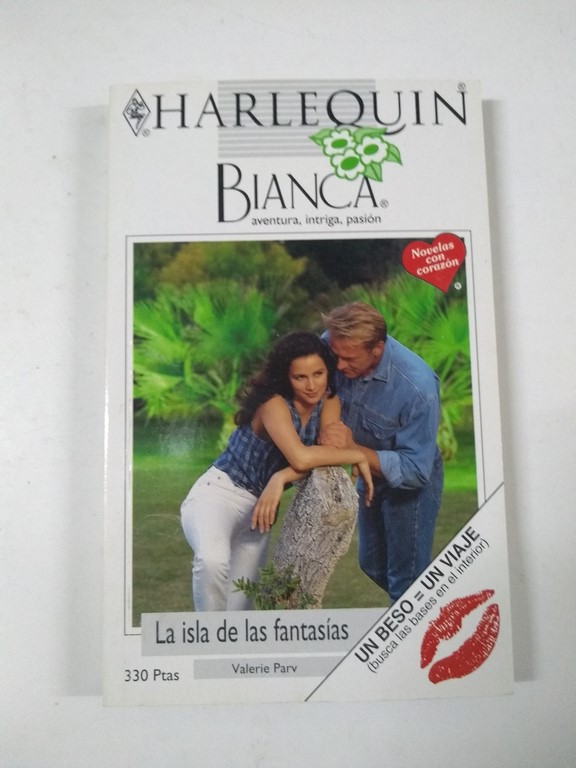 HARLEQUIN
BIANCA
aventura, intriga, pasión
Novelas
con
corazón
UN BESO = UN VIAJE
(busca las bases en el interior)
La isla de las fantasías
Valerie Parv
330 Ptas